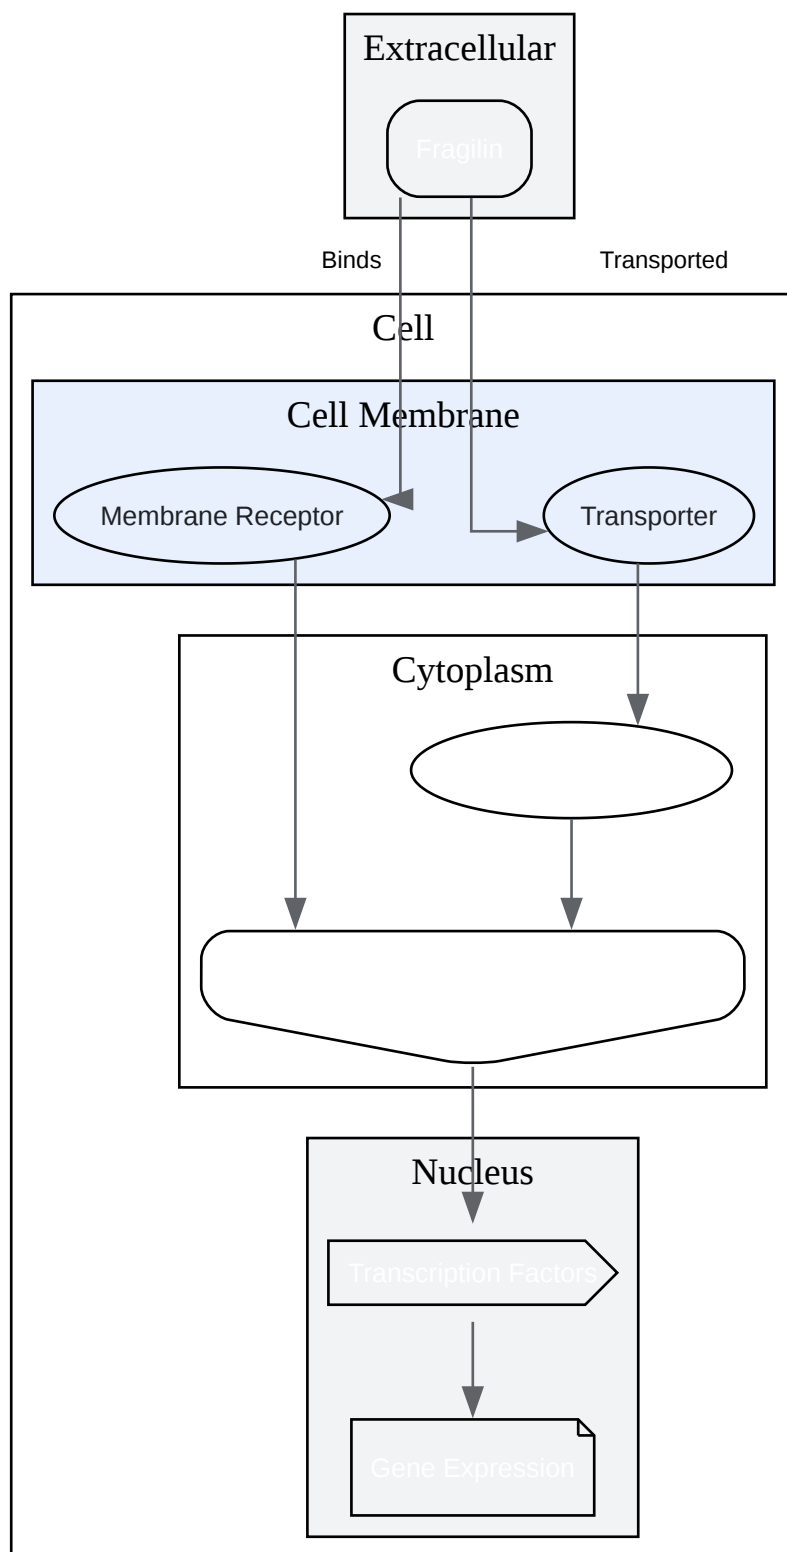 Extracellular
Fragilin
Binds
Transported
Cell
Cell Membrane
Membrane Receptor
Transporter
Cytoplasm
Nucleus
Transcription Factors
Gene Expression